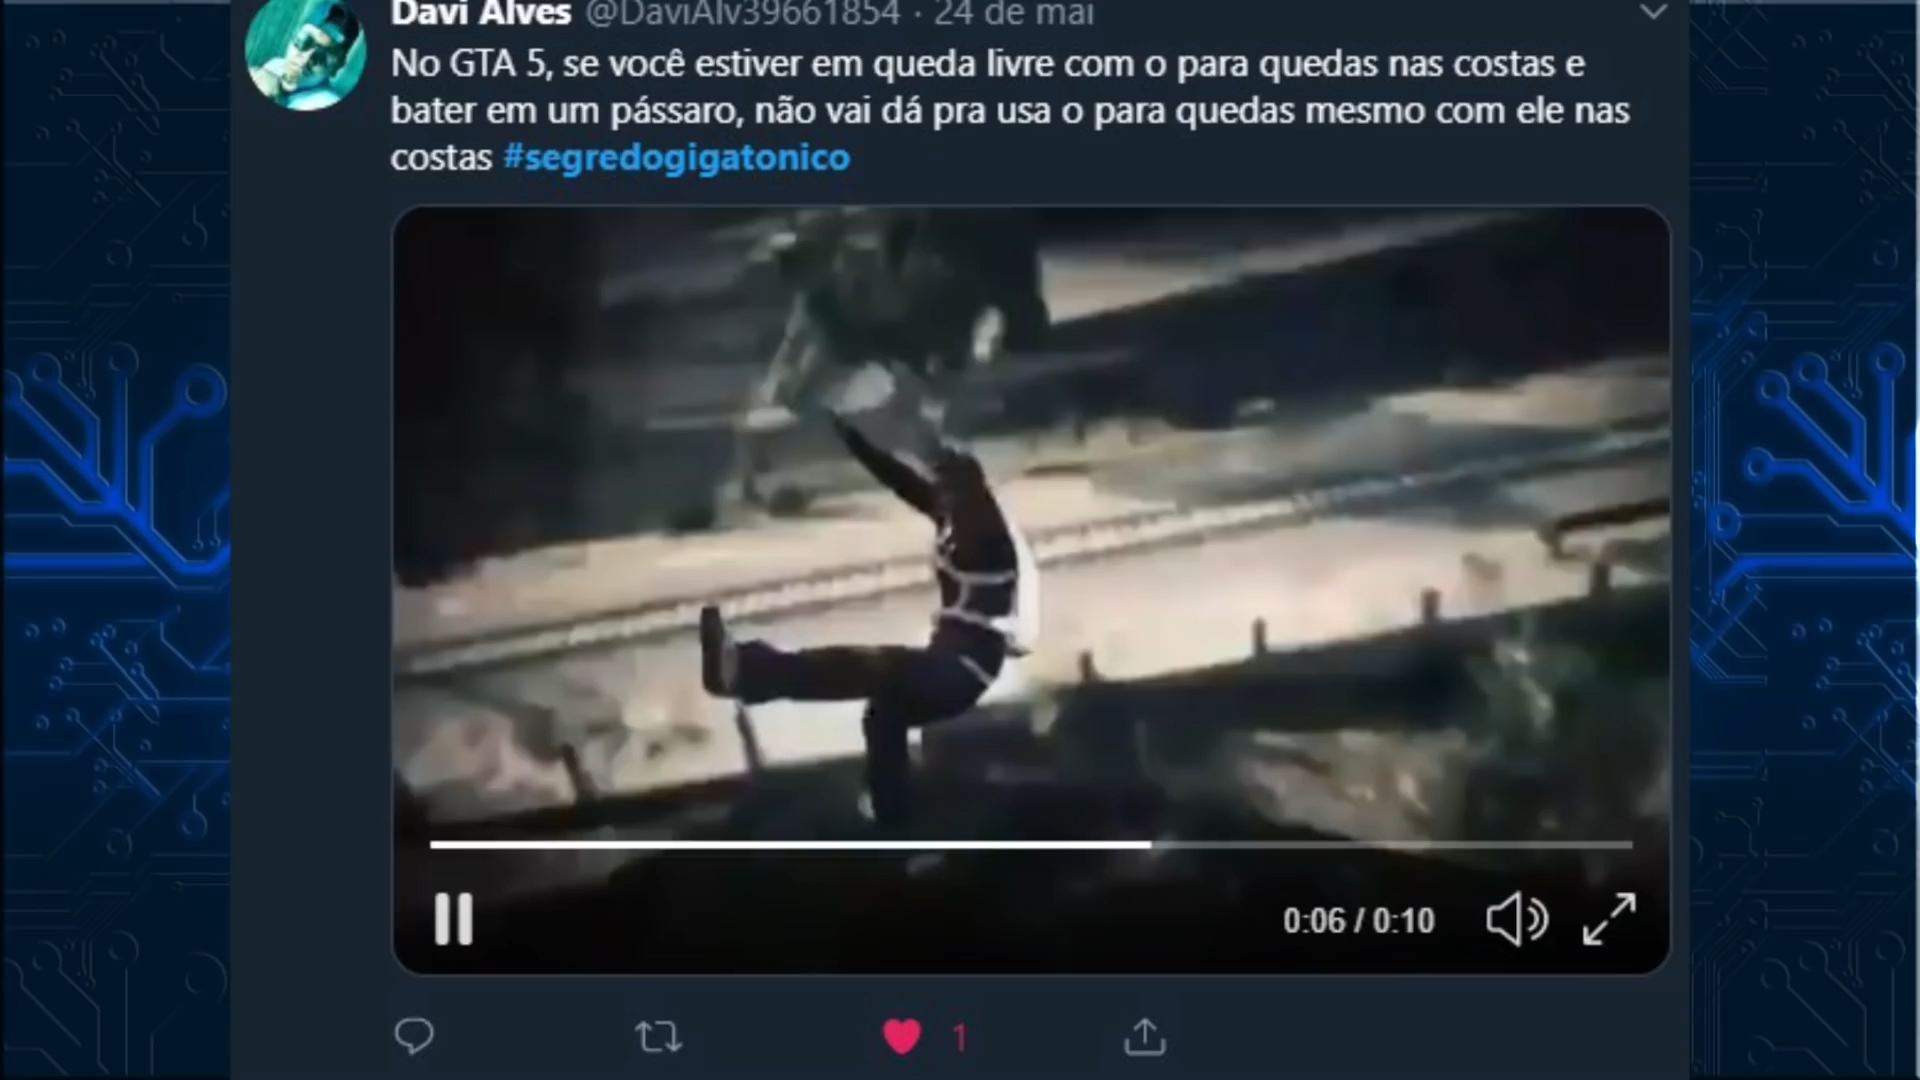 Davi Alves @DaviAlv39661854 · 24 de mai
No GTA 5, se você estiver em queda livre com o para quedas nas costas e
bater em um pássaro, não vai dá pra usa o para quedas mesmo com ele nas
costas #segredogigatonico
0:06 / 0:10
1